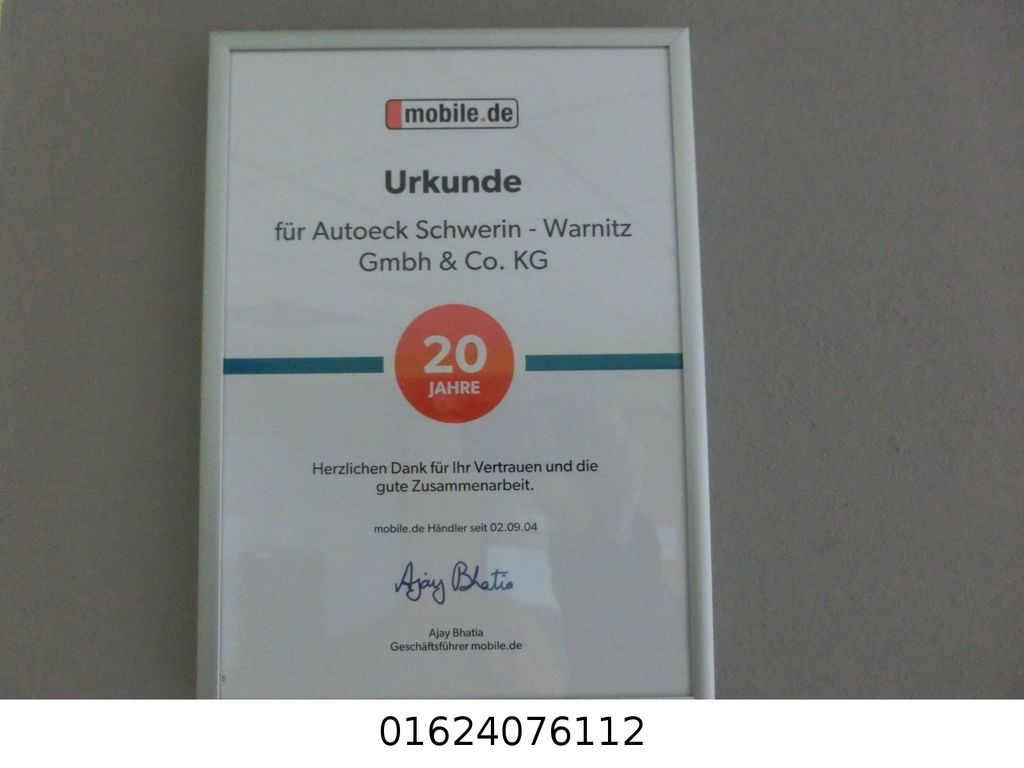 mobile.de
Urkunde
für Autoeck Schwerin - Warnitz
Gmbh & Co. KG
20
JAHRE
Herzlichen Dank für Ihr Vertrauen und die
gute Zusammenarbeit.
mobile.de Händler seit 02.09.04
Ajay Bhatia
Ajay Bhatia
Geschäftsführer mobile.de
01624076112